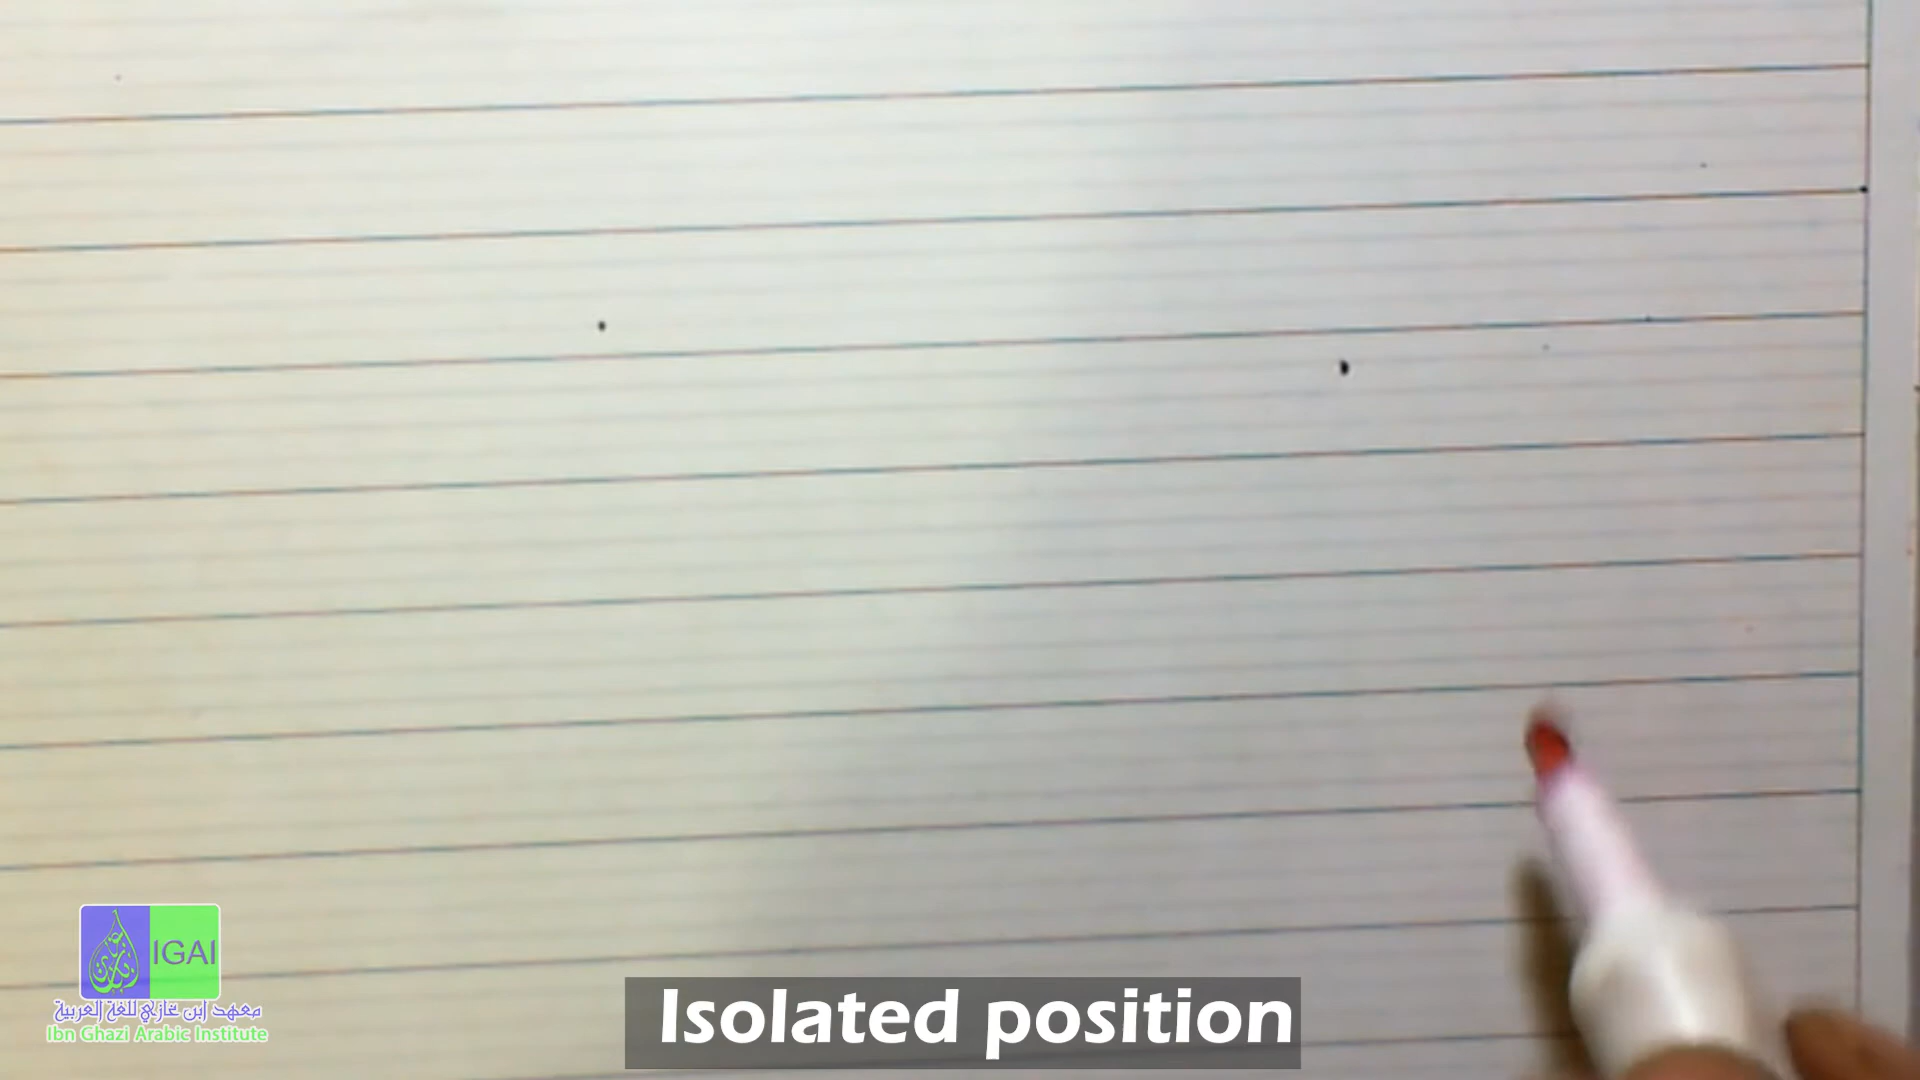 IGAI
معهد ابن غازي للغة العربية
Ibn Ghazi Arabic Institute
Isolated position